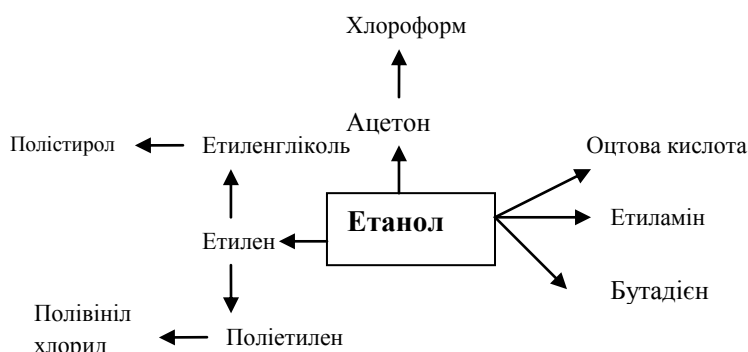 Хлороформ
Ацетон
Полістирол
Етиленгліколь
Оцтова кислота
Етанол
Етиламін
Етилен
Бутадієн
Полівініл
хлорид
Поліетилен